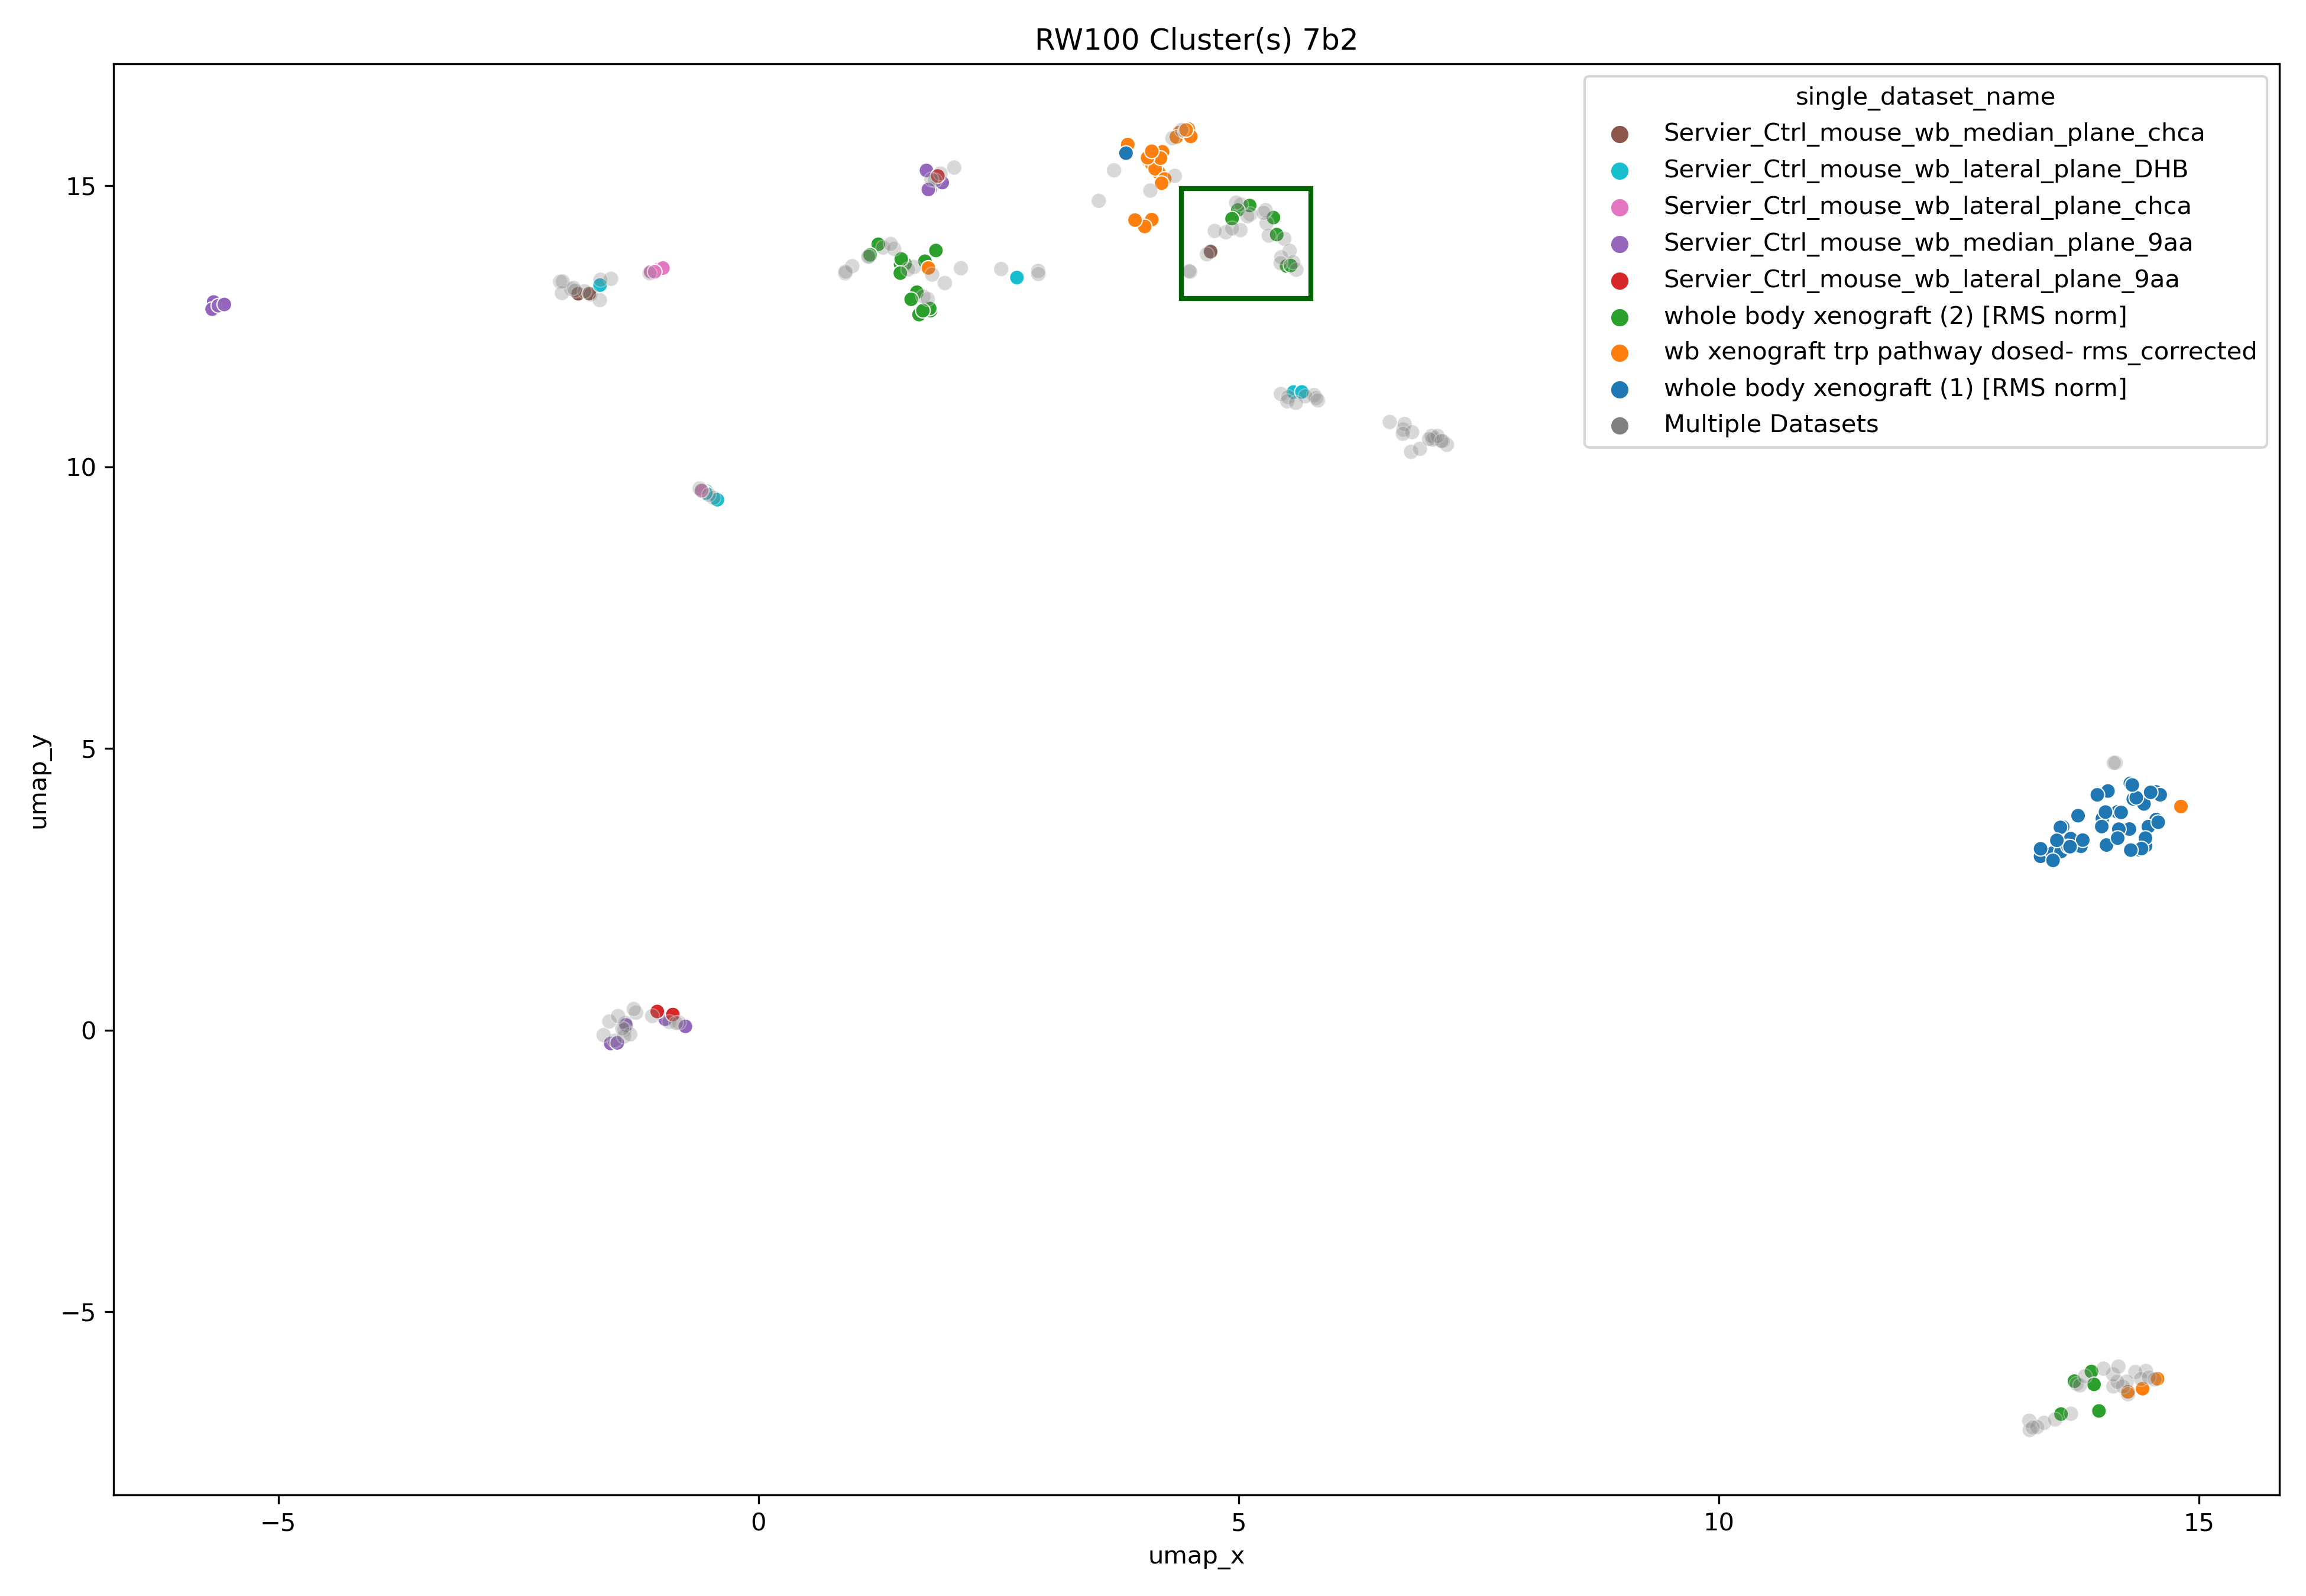 RW100 Cluster(s) 7b2
single_dataset_name
Servier_Ctrl_mouse_wb_median_plane_chca
Servier_Ctrl_mouse_wb_lateral_plane_DHB
Servier_Ctrl_mouse_wb_lateral_plane_chca
Servier_Ctrl_mouse_wb_median_plane_9aa
Servier_Ctrl_mouse_wb_lateral_plane_9aa
whole body xenograft (2) [RMS norm]
wb xenograft trp pathway dosed- rms_corrected
whole body xenograft (1) [RMS norm]
Multiple Datasets
15
10
5
0
−5
umap_y
−5
0
5
10
15
umap_x